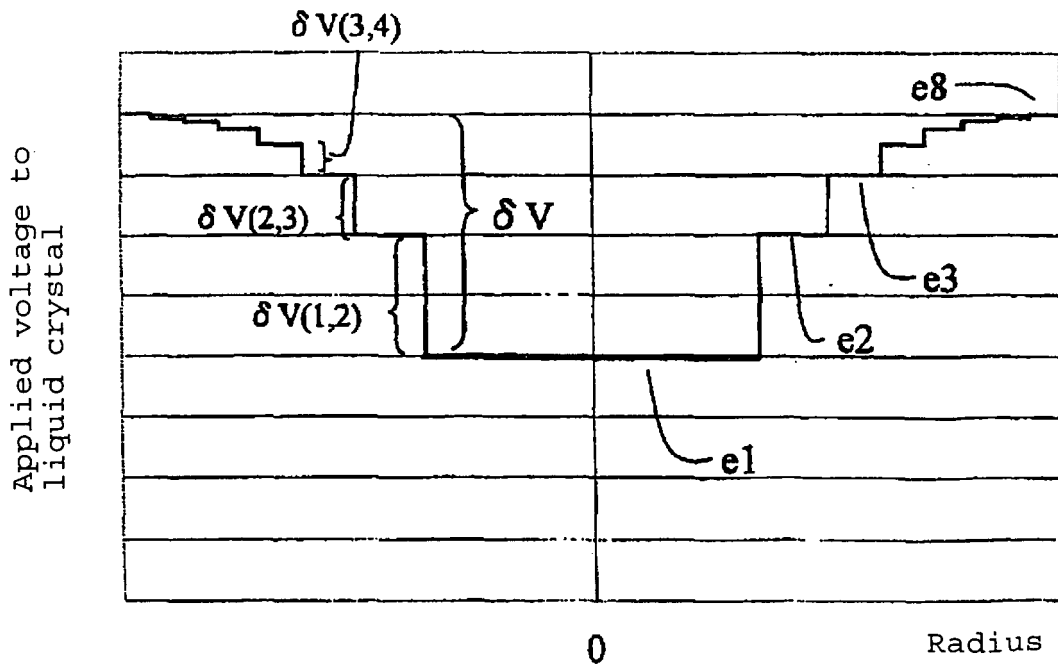 δ V(3,4)
e8
δ V(2,3)
δ V
e3
δ V(1,2)
e2
e1
Applied voltage to
liquid crystal
0
Radius